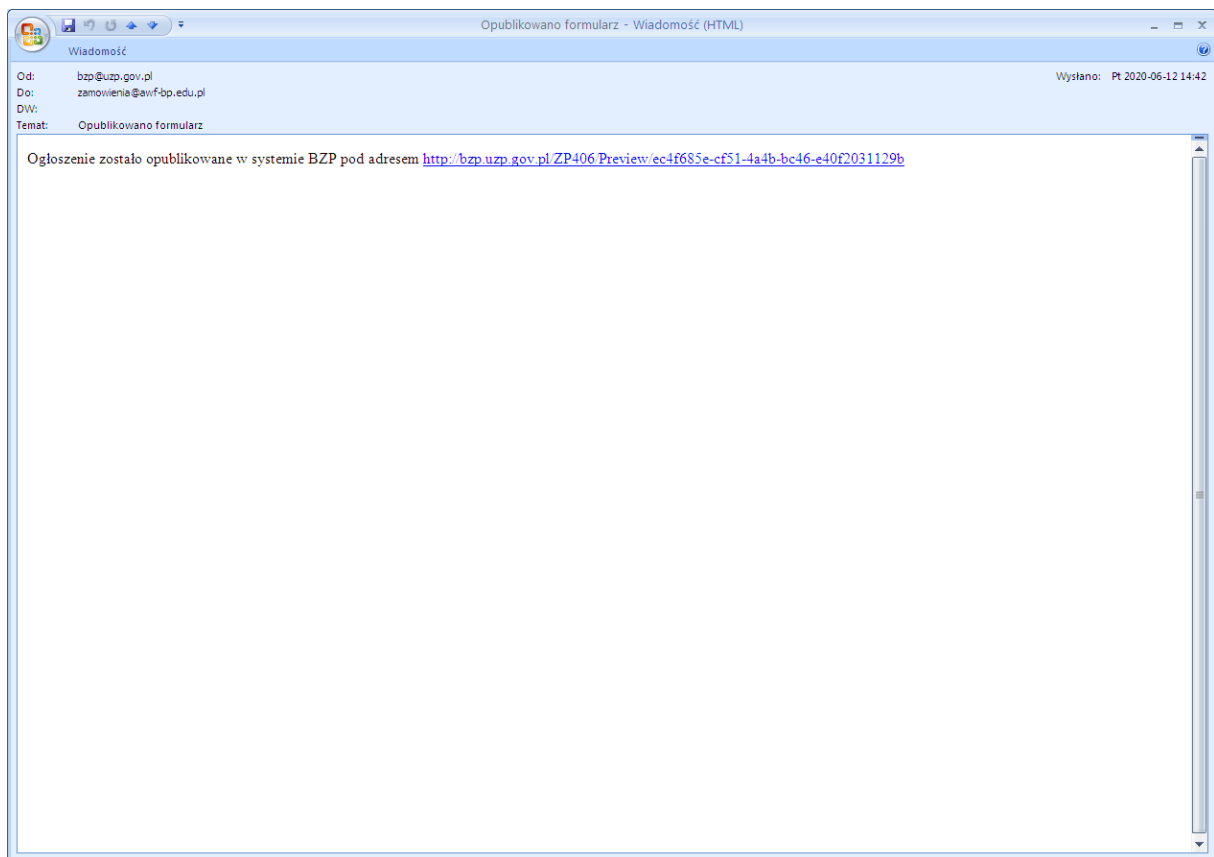 Opublikowano formularz - Wiadomość (HTML)
Wiadomość
Od: bzp@uzp.gov.pl Wysłano: Pt 2020-06-12 14:42
Do: zamowienia@awf-bp.edu.pl
DW:
Temat: Opublikowano formularz
Ogłoszenie zostało opublikowane w systemie BZP pod adresem http://bzp.uzp.gov.pl/ZP406/Preview/ec4f685e-cf51-4a4b-bc46-e40f2031129b